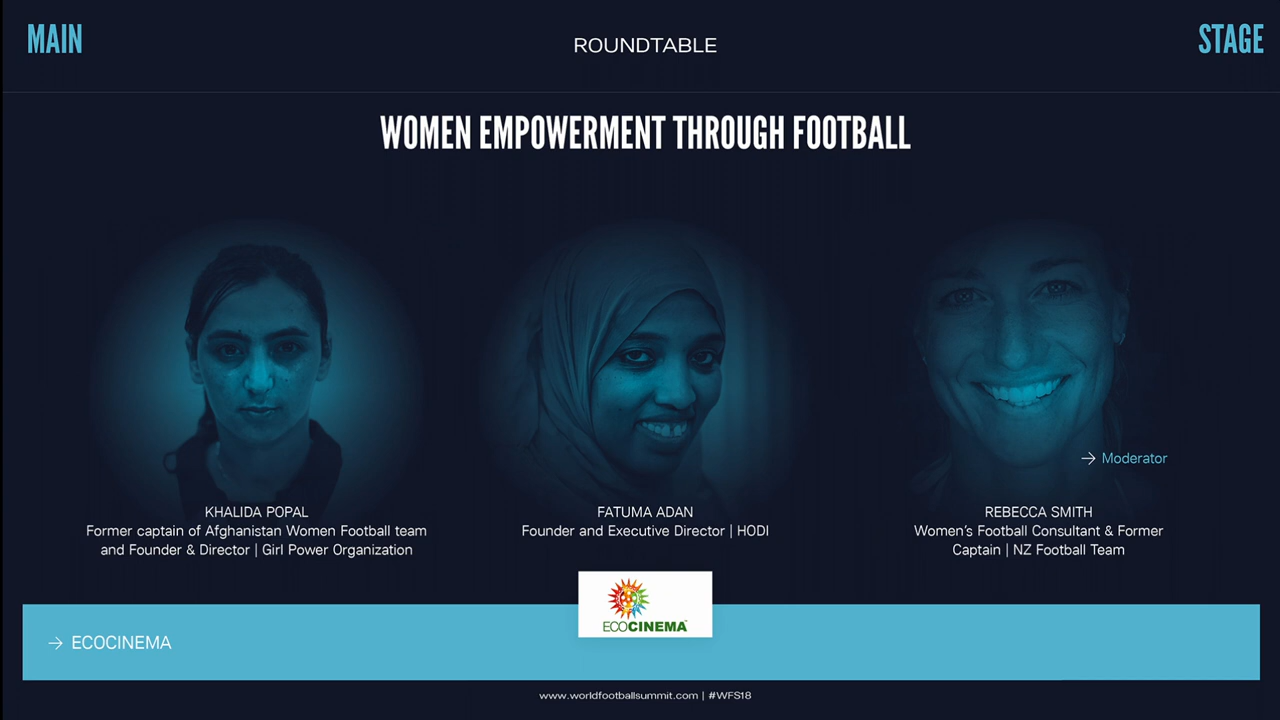 MAIN
ROUNDTABLE
STAGE
WOMEN EMPOWERMENT THROUGH FOOTBALL
→ Moderator
KHALIDA POPAL
Former captain of Afghanistan Women Football team
and Founder & Director | Girl Power Organization
FATUMA ADAN
Founder and Executive Director | HODI
REBECCA SMITH
Women's Football Consultant & Former
Captain | NZ Football Team
ECOCINEMA™
→ ECOCINEMA
www.worldfootballsummit.com | #WFS18